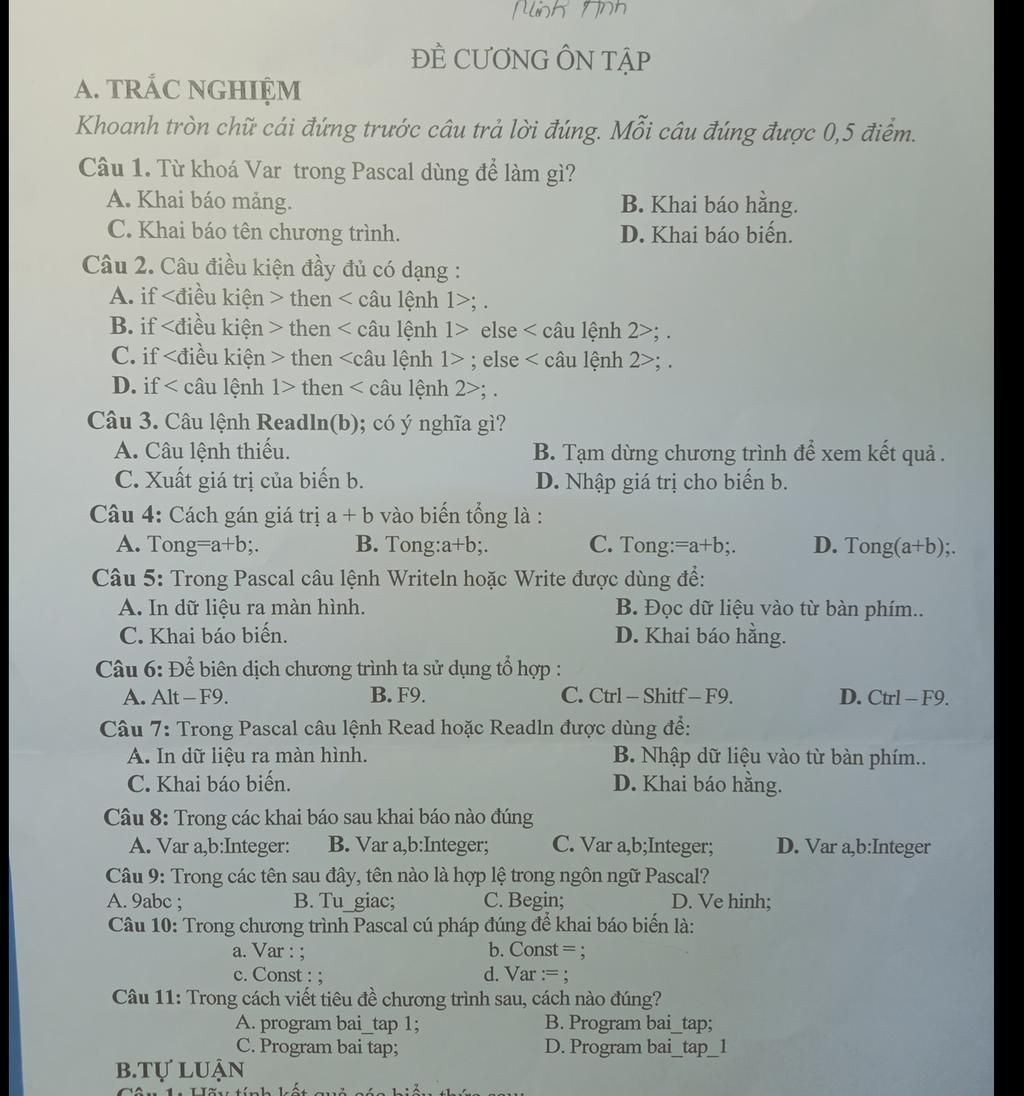 Minh Anh
ĐỀ CƯƠNG ÔN TẬP
A. TRẮC NGHIỆM
Khoanh tròn chữ cái đứng trước câu trả lời đúng. Mỗi câu đúng được 0,5 điểm.
Câu 1. Từ khoá Var trong Pascal dùng để làm gì?
A. Khai báo mảng. B. Khai báo hằng.
C. Khai báo tên chương trình. D. Khai báo biến.
Câu 2. Câu điều kiện đầy đủ có dạng :
A. if <điều kiện > then < câu lệnh 1>; .
B. if <điều kiện > then < câu lệnh 1> else < câu lệnh 2>; .
C. if <điều kiện > then <câu lệnh 1> ; else < câu lệnh 2>; .
D. if < câu lệnh 1> then < câu lệnh 2>; .
Câu 3. Câu lệnh Readln(b); có ý nghĩa gì?
A. Câu lệnh thiếu. B. Tạm dừng chương trình để xem kết quả .
C. Xuất giá trị của biến b. D. Nhập giá trị cho biến b.
Câu 4: Cách gán giá trị a + b vào biến tổng là :
A. Tong=a+b;. B. Tong:a+b;. C. Tong:=a+b;. D. Tong(a+b);.
Câu 5: Trong Pascal câu lệnh Writeln hoặc Write được dùng để:
A. In dữ liệu ra màn hình. B. Đọc dữ liệu vào từ bàn phím..
C. Khai báo biến. D. Khai báo hằng.
Câu 6: Để biên dịch chương trình ta sử dụng tổ hợp :
A. Alt – F9. B. F9. C. Ctrl – Shitf – F9. D. Ctrl – F9.
Câu 7: Trong Pascal câu lệnh Read hoặc Readln được dùng để:
A. In dữ liệu ra màn hình. B. Nhập dữ liệu vào từ bàn phím..
C. Khai báo biến. D. Khai báo hằng.
Câu 8: Trong các khai báo sau khai báo nào đúng
A. Var a,b:Integer: B. Var a,b:Integer; C. Var a,b;Integer; D. Var a,b:Integer
Câu 9: Trong các tên sau đây, tên nào là hợp lệ trong ngôn ngữ Pascal?
A. 9abc ; B. Tu_giac; C. Begin; D. Ve hinh;
Câu 10: Trong chương trình Pascal cú pháp đúng để khai báo biến là:
a. Var : ; b. Const = ;
c. Const : ; d. Var := ;
Câu 11: Trong cách viết tiêu đề chương trình sau, cách nào đúng?
A. program bai_tap 1; B. Program bai_tap;
C. Program bai tap; D. Program bai_tap_1
B.TỰ LUẬN
Câu 1: Hãy tính kết quả các biểu thức sau: